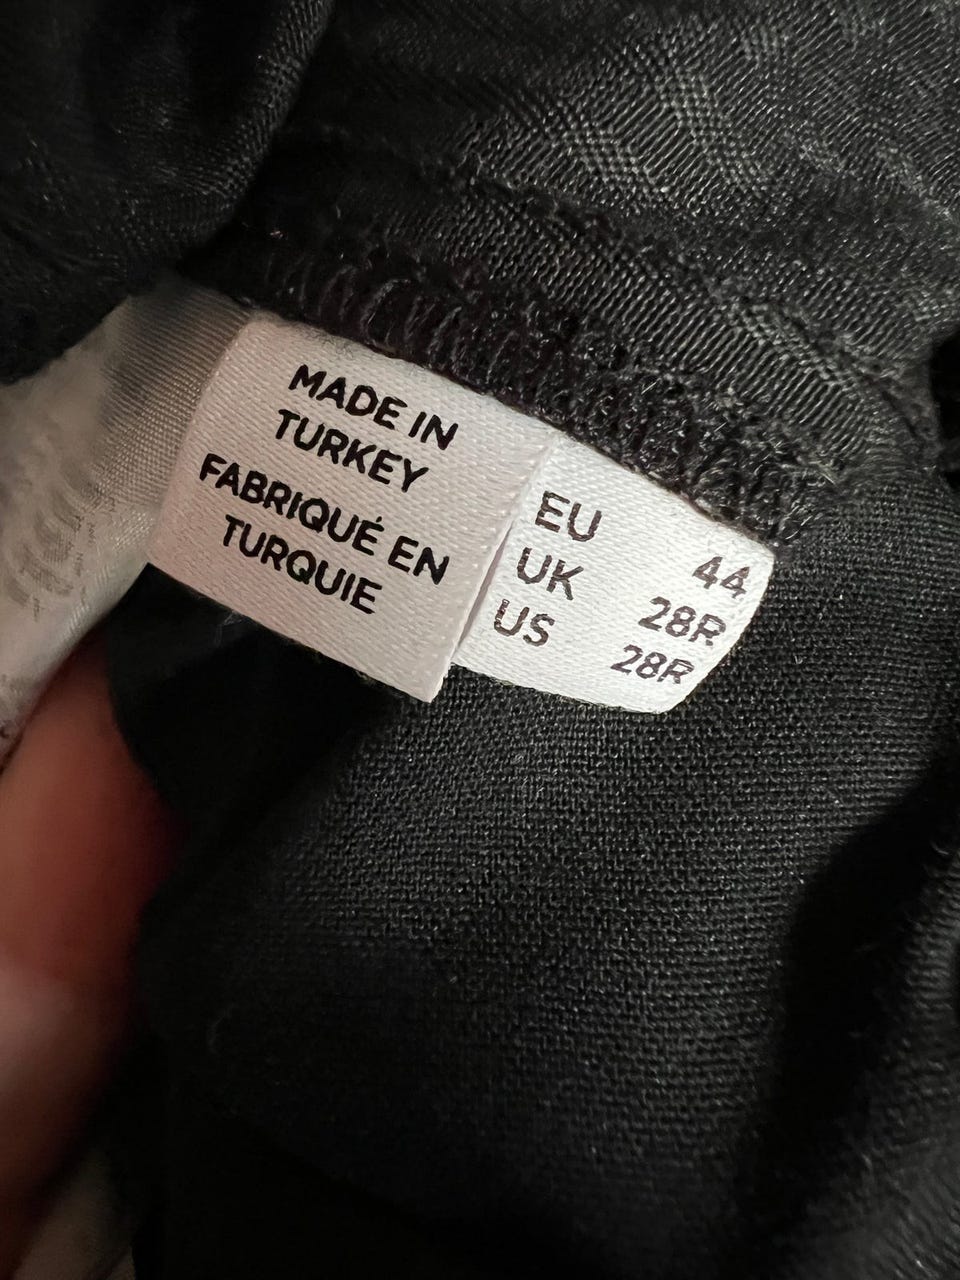 MADE IN
TURKEY
FABRIQUÉ EN
TURQUIE
EU 44
UK 28R
US 28R